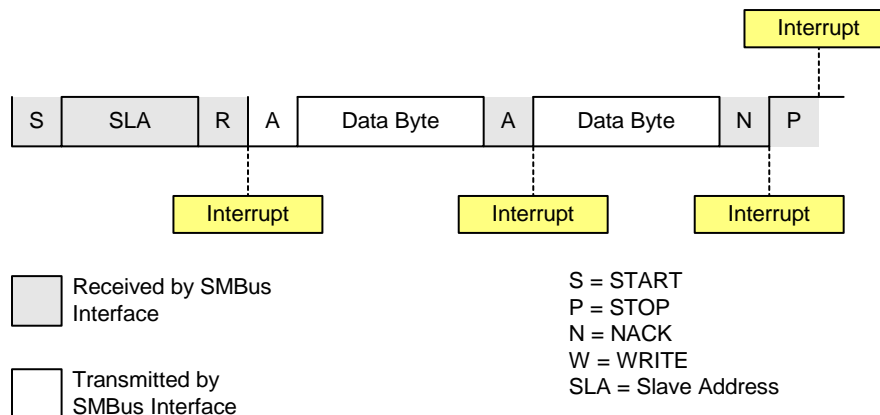 Interrupt
S SLA R A Data Byte A Data Byte N P
Interrupt Interrupt Interrupt
Received by SMBus
Interface
Transmitted by
SMBus Interface
S = START
P = STOP
N = NACK
W = WRITE
SLA = Slave Address